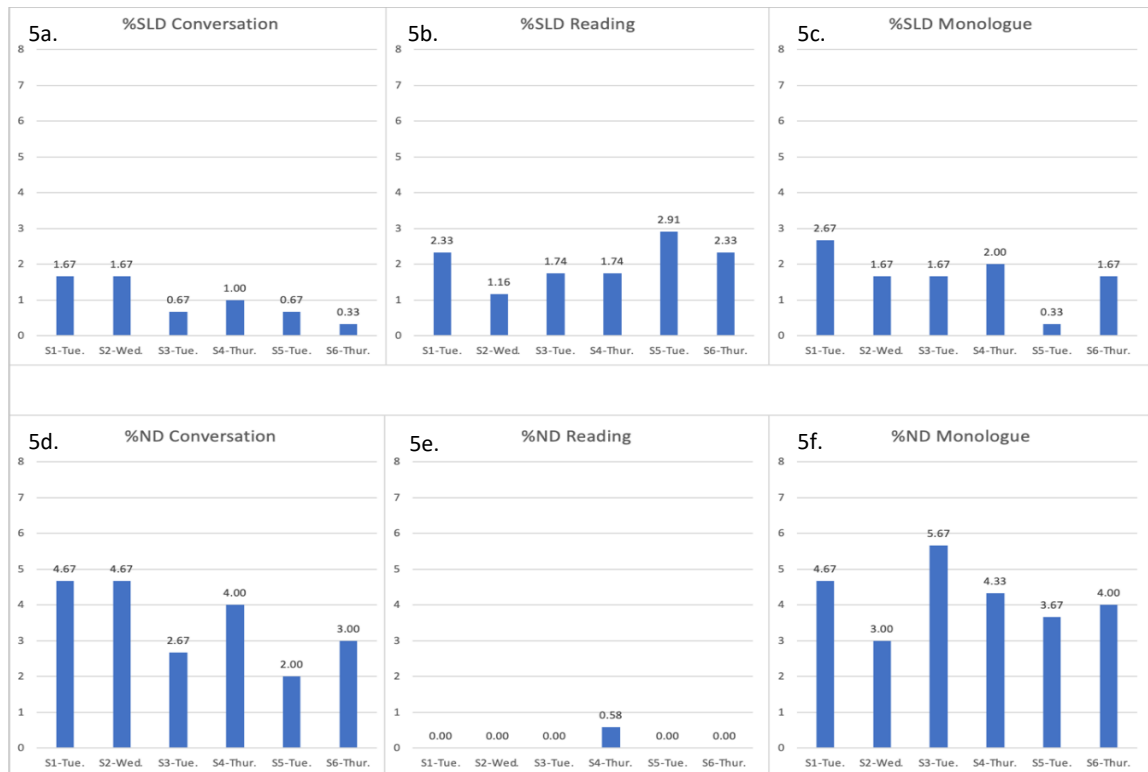 5a.
%SLD Conversation
8
7
6
5
4
3
2
1
0
1.67
1.67
0.67
1.00
0.67
0.33
S1-Tue.
S2-Wed.
S3-Tue.
S4-Thur.
S5-Tue.
S6-Thur.
5b.
%SLD Reading
8
7
6
5
4
3
2
1
0
2.33
1.16
1.74
1.74
2.91
2.33
S1-Tue.
S2-Wed.
S3-Tue.
S4-Thur.
S5-Tue.
S6-Thur.
5c.
%SLD Monologue
8
7
6
5
4
3
2
1
0
2.67
1.67
1.67
2.00
0.33
1.67
S1-Tue.
S2-Wed.
S3-Tue.
S4-Thur.
S5-Tue.
S6-Thur.
5d.
%ND Conversation
8
7
6
5
4
3
2
1
0
4.67
4.67
2.67
4.00
2.00
3.00
S1-Tue.
S2-Wed.
S3-Tue.
S4-Thur.
S5-Tue.
S6-Thur.
5e.
%ND Reading
8
7
6
5
4
3
2
1
0
0.00
0.00
0.00
0.58
0.00
0.00
S1-Tue.
S2-Wed.
S3-Tue.
S4-Thur.
S5-Tue.
S6-Thur.
5f.
%ND Monologue
8
7
6
5
4
3
2
1
0
4.67
3.00
5.67
4.33
3.67
4.00
S1-Tue.
S2-Wed.
S3-Tue.
S4-Thur.
S5-Tue.
S6-Thur.